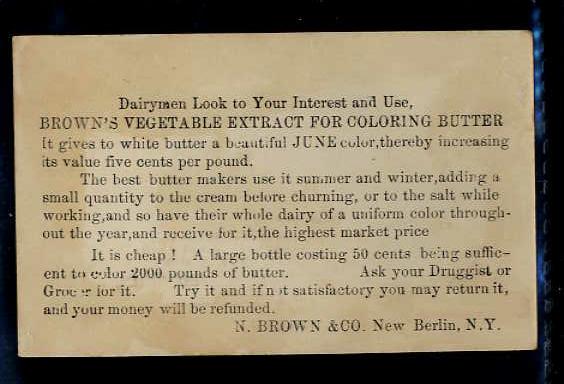 Dairymen Look to Your Interest and Use,
BROWN'S VEGETABLE EXTRACT FOR COLORING BUTTER
It gives to white butter a beautiful JUNE color,thereby increasing
its value five cents per pound.
The best butter makers use it summer and winter,adding a
small quantity to the cream before churning, or to the salt while
working,and so have their whole dairy of a uniform color through-
out the year,and receive for it,the highest market price
It is cheap ! A large bottle costing 50 cents being suffic-
ent to color 2000 pounds of butter. Ask your Druggist or
Grocer for it. Try it and if not satisfactory you may return it,
and your money will be refunded.
N. BROWN &CO. New Berlin, N.Y.